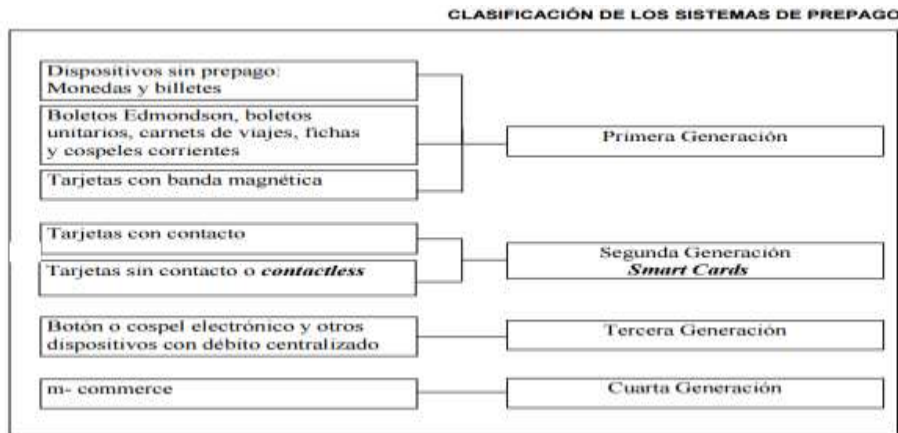 CLASIFICACIÓN DE LOS SISTEMAS DE PREPAGO
Dispositivos sin prepago:
Monedas y billetes
Boletos Edmondson, boletos
unitarios, carnets de viajes, fichas
y cospeles corrientes
Tarjetas con banda magnética
Primera Generación
Tarjetas con contacto
Tarjetas sin contacto o contactless
Segunda Generación
Smart Cards
Botón o cospel electrónico y otros
dispositivos con débito centralizado
Tercera Generación
m- commerce
Cuarta Generación